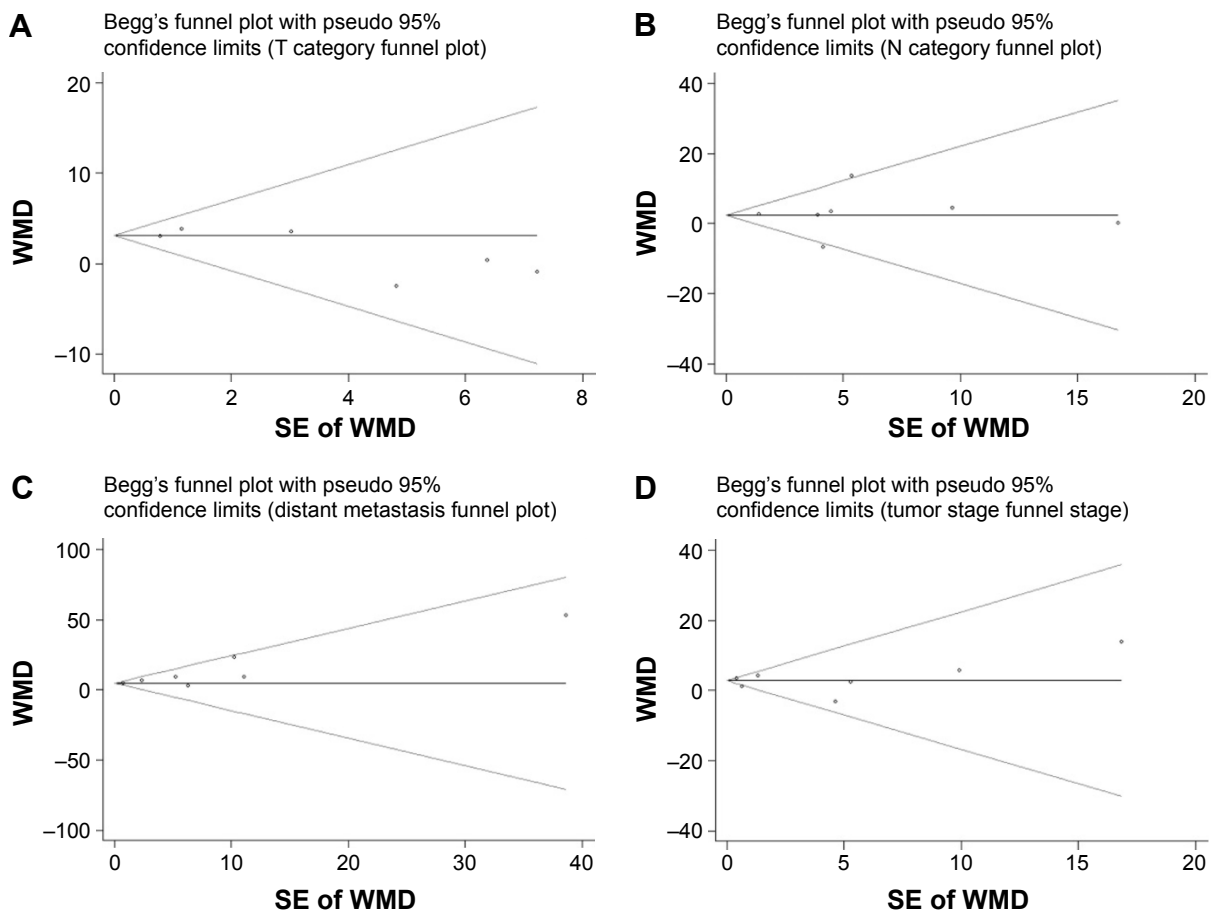 A
Begg’s funnel plot with pseudo 95%
confidence limits (T category funnel plot)
20
10
0
–10
WMD
0 2 4 6 8
SE of WMD
B
Begg’s funnel plot with pseudo 95%
confidence limits (N category funnel plot)
40
20
0
–20
–40
WMD
0 5 10 15 20
SE of WMD
C
Begg’s funnel plot with pseudo 95%
confidence limits (distant metastasis funnel plot)
100
50
0
–50
–100
WMD
0 10 20 30 40
SE of WMD
D
Begg’s funnel plot with pseudo 95%
confidence limits (tumor stage funnel stage)
40
20
0
–20
–40
WMD
0 5 10 15 20
SE of WMD